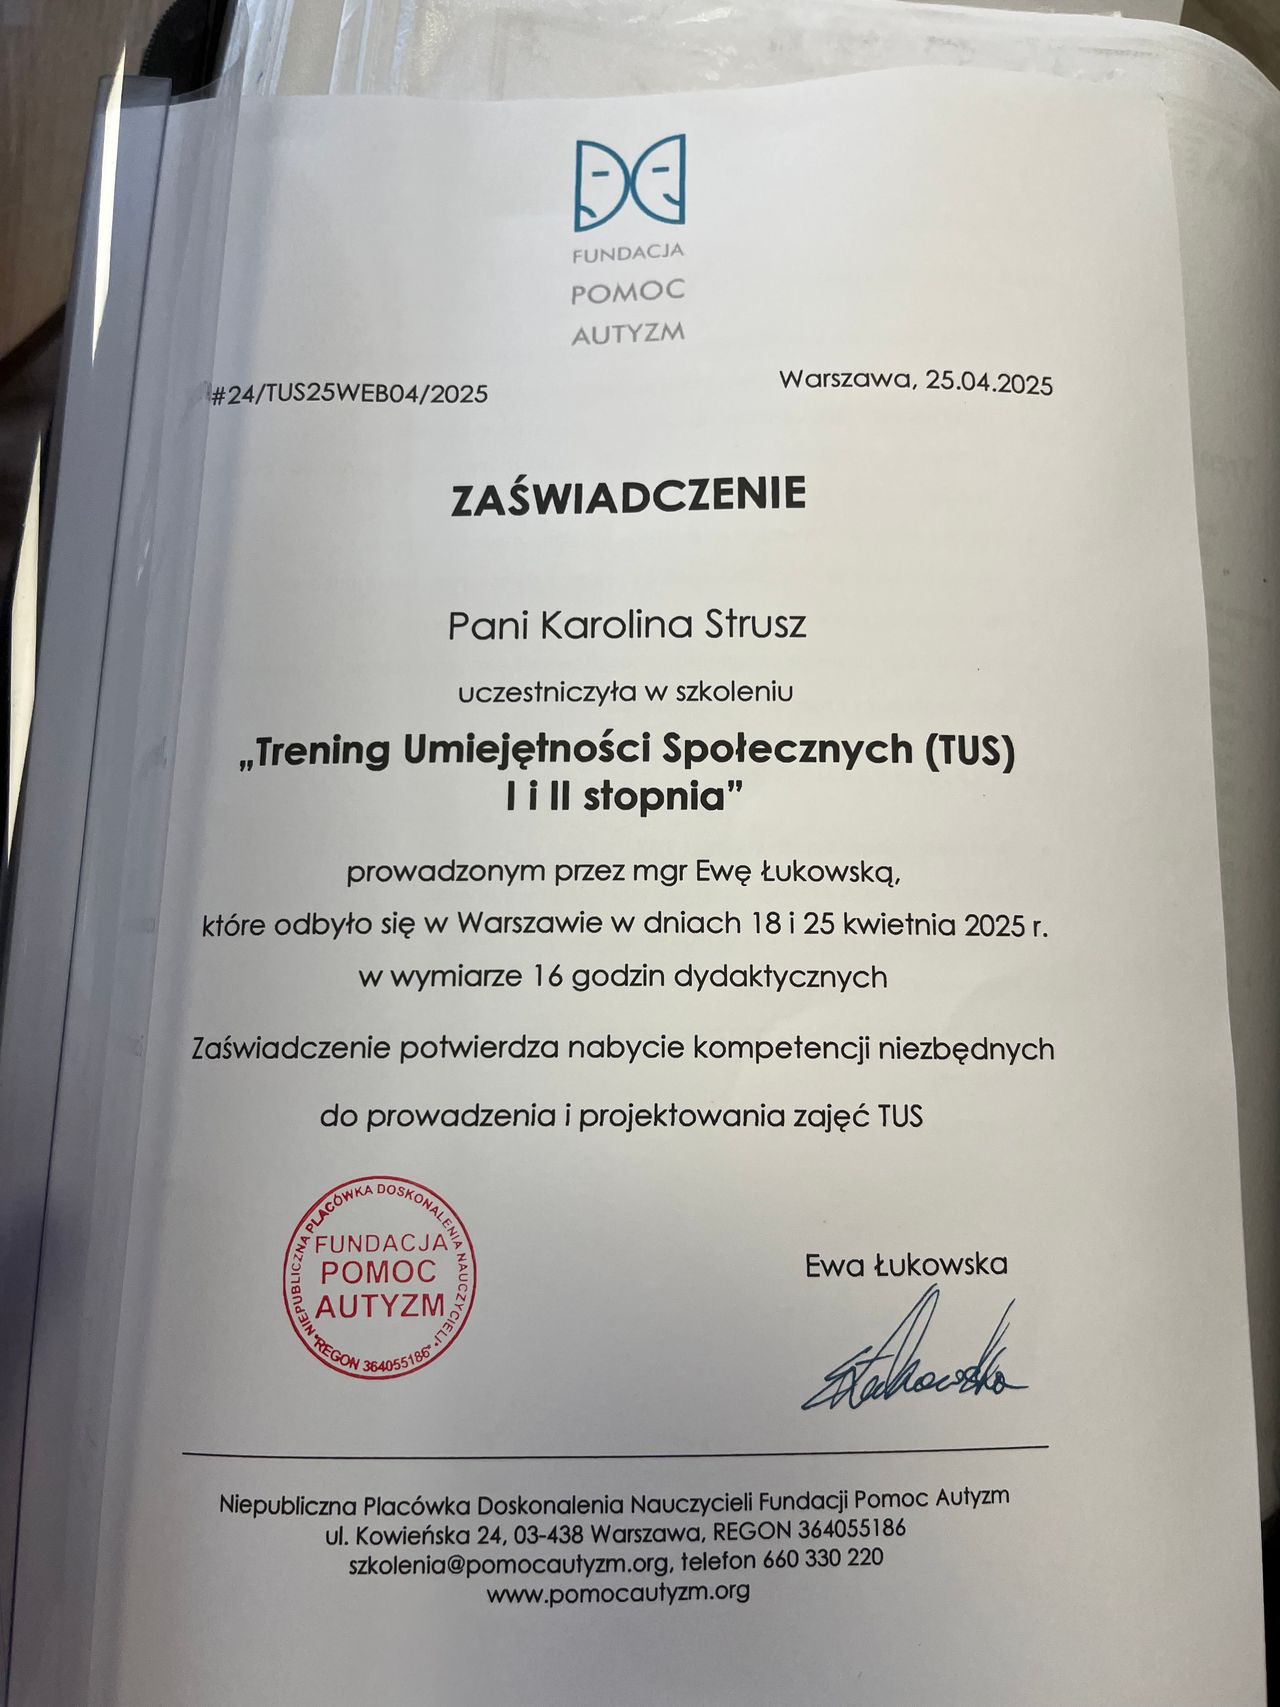 FUNDACJA
POMOC
AUTYZM
#24/TUS25WEB04/2025
Warszawa, 25.04.2025
ZAŚWIADCZENIE
Pani Karolina Strusz
uczestniczyła w szkoleniu
„Trening Umiejętności Społecznych (TUS)
I i II stopnia”
prowadzonym przez mgr Ewę Łukowską,
które odbyło się w Warszawie w dniach 18 i 25 kwietnia 2025 r.
w wymiarze 16 godzin dydaktycznych
Zaświadczenie potwierdza nabycie kompetencji niezbędnych
do prowadzenia i projektowania zajęć TUS
NIEPUBLICZNA PLACÓWKA DOSKONALENIA NAUCZYCIELI
FUNDACJA
POMOC
AUTYZM
"REGON 364055186"
Ewa Łukowska
EŁukowska
Niepubliczna Placówka Doskonalenia Nauczycieli Fundacji Pomoc Autyzm
ul. Kowieńska 24, 03-438 Warszawa, REGON 364055186
szkolenia@pomocautyzm.org, telefon 660 330 220
www.pomocautyzm.org